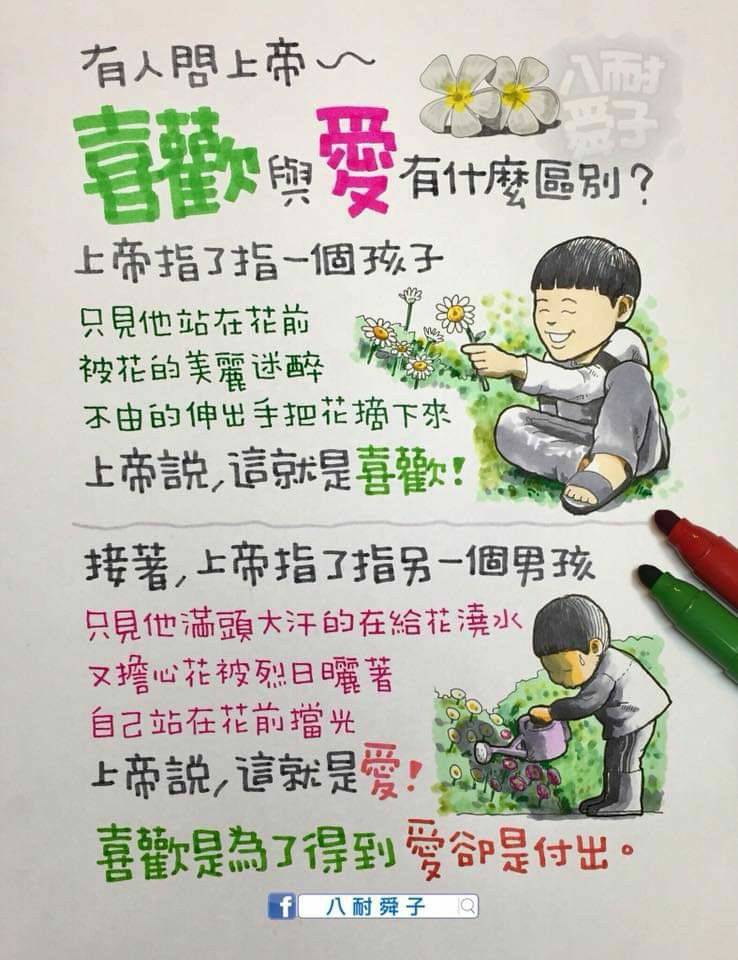 有人問上帝～
八耐
舜子
喜歡與愛有什麼區別？
上帝指了指一個孩子
只見他站在花前
被花的美麗迷醉
不由的伸出手把花摘下來
上帝說，這就是喜歡！
接著，上帝指了指另一個男孩
只見他滿頭大汗的在給花澆水
又擔心花被烈日曬著
自己站在花前擋光
上帝說，這就是愛！
喜歡是為了得到 愛卻是付出。
f 八耐舜子